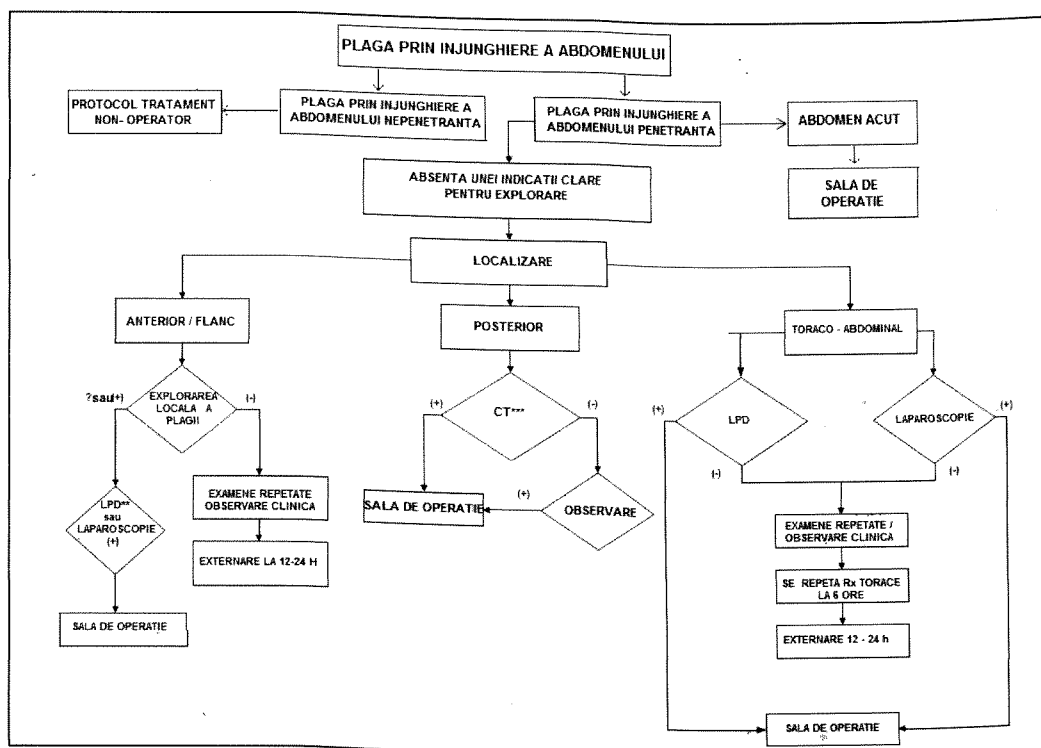 PLAGA PRIN INJUNGHIERE A ABDOMENULUI
PROTOCOL TRATAMENT
NON- OPERATOR
PLAGA PRIN INJUNGHIERE A
ABDOMENULUI NEPENETRANTA
PLAGA PRIN INJUNGHIERE A
ABDOMENULUI PENETRANTA
ABDOMEN ACUT
SALA DE
OPERATIE
ABSENTA UNEI INDICATII CLARE
PENTRU EXPLORARE
LOCALIZARE
ANTERIOR / FLANC
POSTERIOR
TORACO - ABDOMINAL
?sau(+)
EXPLORAREA
LOCALA A
PLAGII
(-)
(+)
CT***
(-)
(+)
LPD
(-)
LAPAROSCOPIE
(+)
(-)
LPD**
sau
LAPAROSCOPIE
(+)
EXAMENE REPETATE
OBSERVARE CLINICA
EXTERNARE LA 12-24 H
SALA DE OPERATIE
SALA DE OPERATIE
(+)
OBSERVARE
EXAMENE REPETATE /
OBSERVARE CLINICA
SE REPETA Rx TORACE
LA 6 ORE
EXTERNARE 12 - 24 h
SALA DE OPERATIE